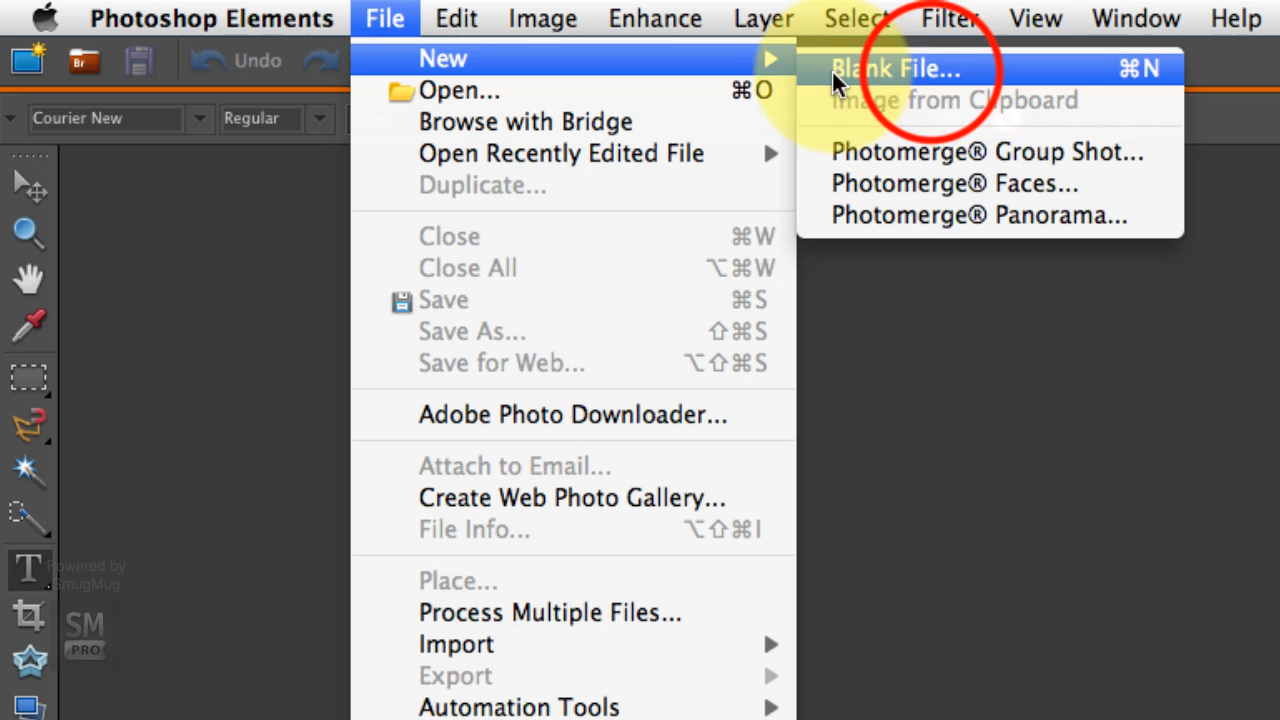 Photoshop Elements File Edit Image Enhance Layer Select Filter View Window Help
Br Undo
Courier New Regular
New
Open... ⌘O
Browse with Bridge
Open Recently Edited File
Duplicate...
Close ⌘W
Close All ⌥⌘W
Save ⌘S
Save As... ⇧⌘S
Save for Web... ⌥⇧⌘S
Adobe Photo Downloader...
Attach to Email...
Create Web Photo Gallery...
File Info... ⌥⇧⌘I
Place...
Process Multiple Files...
Import
Export
Automation Tools
Blank File... ⌘N
Image from Clipboard
Photomerge® Group Shot...
Photomerge® Faces...
Photomerge® Panorama...
T
Powered by
SmugMug
SM
PRO